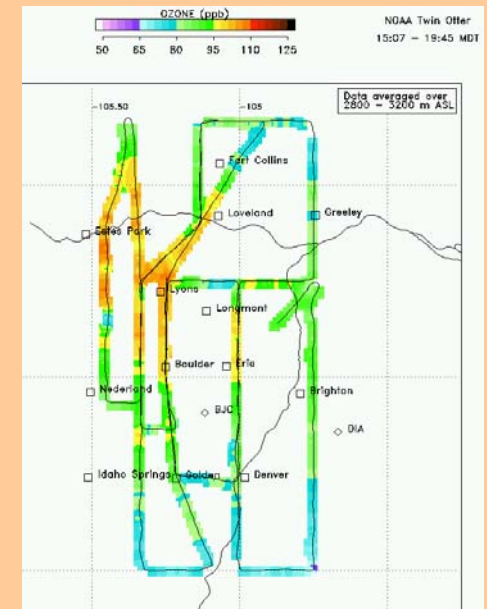 OZONE (ppb)
50 65 80 95 110 125
NOAA Twin Otter
15:07 - 19:45 MDT
Data averaged over
2800 - 3200 m ASL
-105.50 -105
Fort Collins
Loveland
Greeley
Estes Park
Lyons
Longmont
Boulder
Erie
Nederland
Brighton
BJC
DIA
Idaho Springs
Golden
Denver